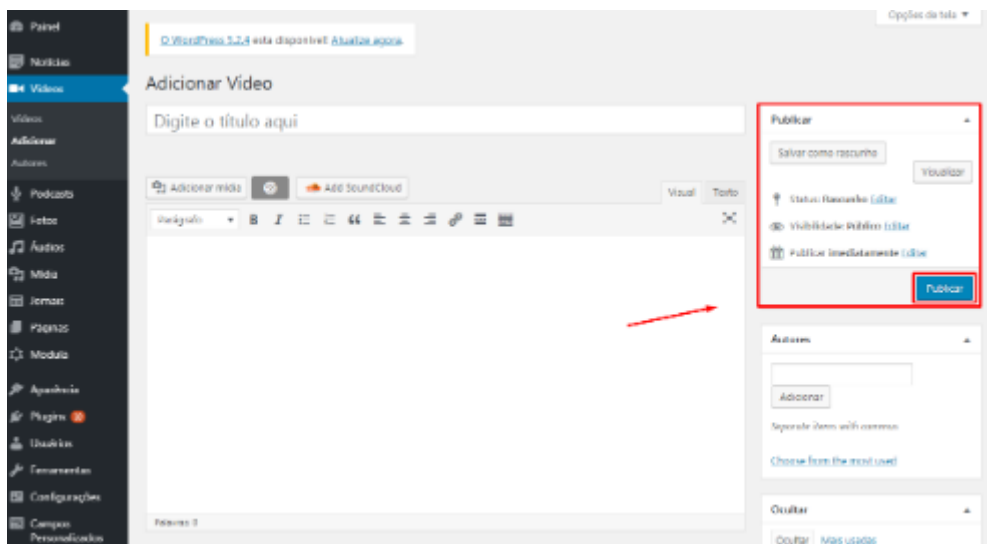 Opções de tela
Painel
O WordPress 5.2.4 está disponível! Atualize agora.
Notícias
Vídeos
Adicionar Vídeo
Digite o título aqui
Vídeos
Adicionar
Autores
Podcasts
Fotos
Áudios
Mídia
Jornais
Páginas
Modula
Aparência
Plugins
Usuários
Ferramentas
Configurações
Campos
Personalizados
Adicionar mídia
Add SoundCloud
Visual Texto
Parágrafo
Palavras: 0
Publicar
Salvar como rascunho
Visualizar
Status: Rascunho Editar
Visibilidade: Público Editar
Publicar imediatamente Editar
Publicar
Autores
Adicionar
Separate items with commas
Choose from the most used
Ocultar
Ocultar Mais usadas